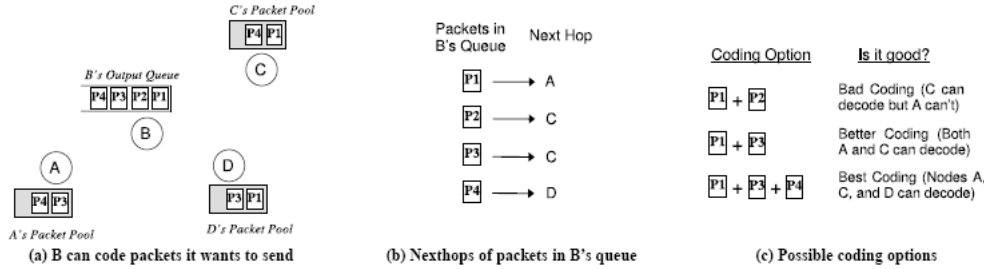 C's Packet Pool
P4 P1
C
B's Output Queue
P4 P3 P2 P1
B
A
P4 P3
A's Packet Pool
D
P3 P1
D's Packet Pool
(a) B can code packets it wants to send
Packets in
B's Queue
Next Hop
P1 A
P2 C
P3 C
P4 D
(b) Nexthops of packets in B's queue
Coding Option
Is it good?
P1 + P2
Bad Coding (C can
decode but A can't)
P1 + P3
Better Coding (Both
A and C can decode)
P1 + P3 + P4
Best Coding (Nodes A,
C, and D can decode)
(c) Possible coding options